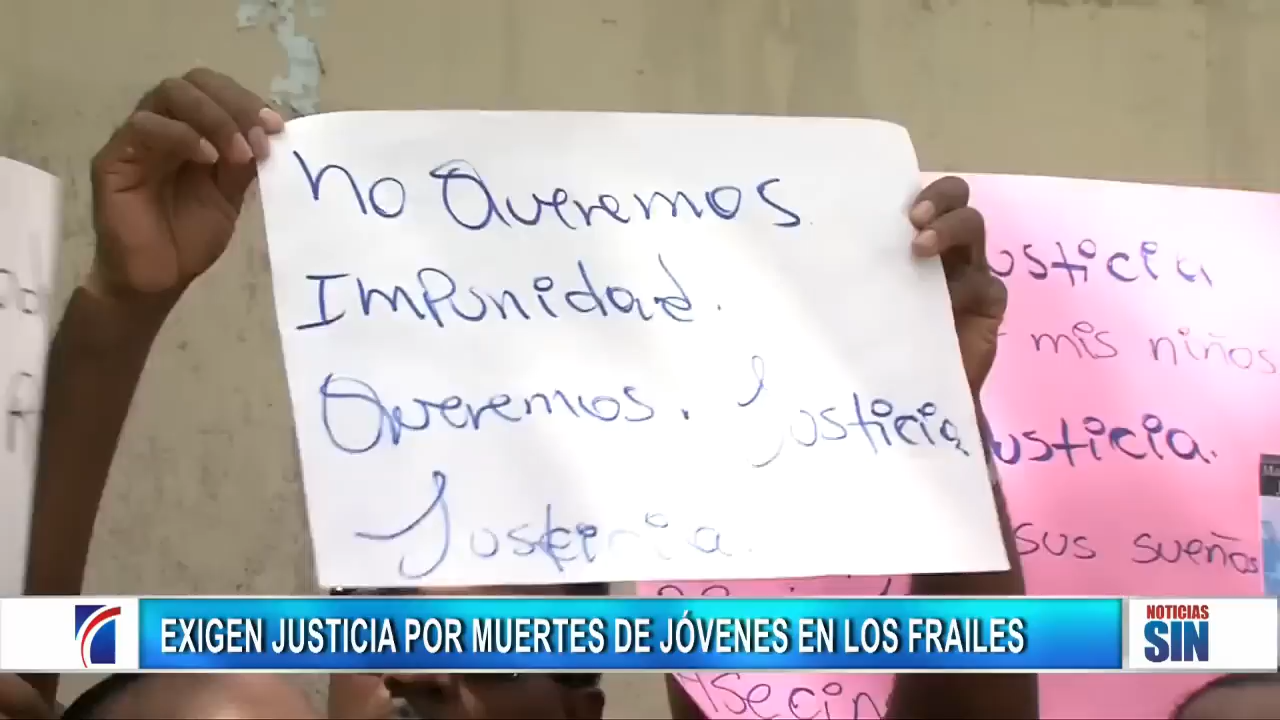 No Queremos
Impunidad.
Queremos. Justicia
Justicia.
usticia
mis niños
usticia.
sus sueños
EXIGEN JUSTICIA POR MUERTES DE JÓVENES EN LOS FRAILES
NOTICIAS
SIN